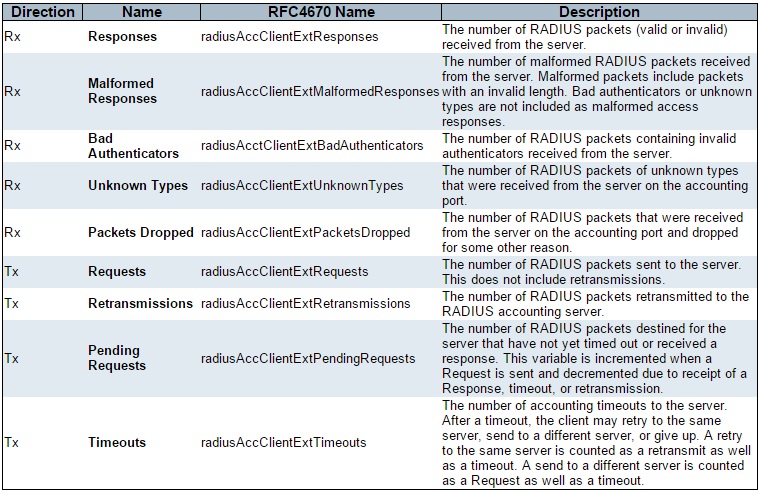 Direction Name RFC4670 Name Description
Rx Responses radiusAccClientExtResponses The number of RADIUS packets (valid or invalid)
received from the server.
Rx Malformed
Responses radiusAccClientExtMalformedResponses The number of malformed RADIUS packets received
from the server. Malformed packets include packets
with an invalid length. Bad authenticators or unknown
types are not included as malformed access
responses.
Rx Bad
Authenticators radiusAcctClientExtBadAuthenticators The number of RADIUS packets containing invalid
authenticators received from the server.
Rx Unknown Types radiusAccClientExtUnknownTypes The number of RADIUS packets of unknown types
that were received from the server on the accounting
port.
Rx Packets Dropped radiusAccClientExtPacketsDropped The number of RADIUS packets that were received
from the server on the accounting port and dropped
for some other reason.
Tx Requests radiusAccClientExtRequests The number of RADIUS packets sent to the server.
This does not include retransmissions.
Tx Retransmissions radiusAccClientExtRetransmissions The number of RADIUS packets retransmitted to the
RADIUS accounting server.
Tx Pending
Requests radiusAccClientExtPendingRequests The number of RADIUS packets destined for the
server that have not yet timed out or received a
response. This variable is incremented when a
Request is sent and decremented due to receipt of a
Response, timeout, or retransmission.
Tx Timeouts radiusAccClientExtTimeouts The number of accounting timeouts to the server.
After a timeout, the client may retry to the same
server, send to a different server, or give up. A retry
to the same server is counted as a retransmit as well
as a timeout. A send to a different server is counted
as a Request as well as a timeout.